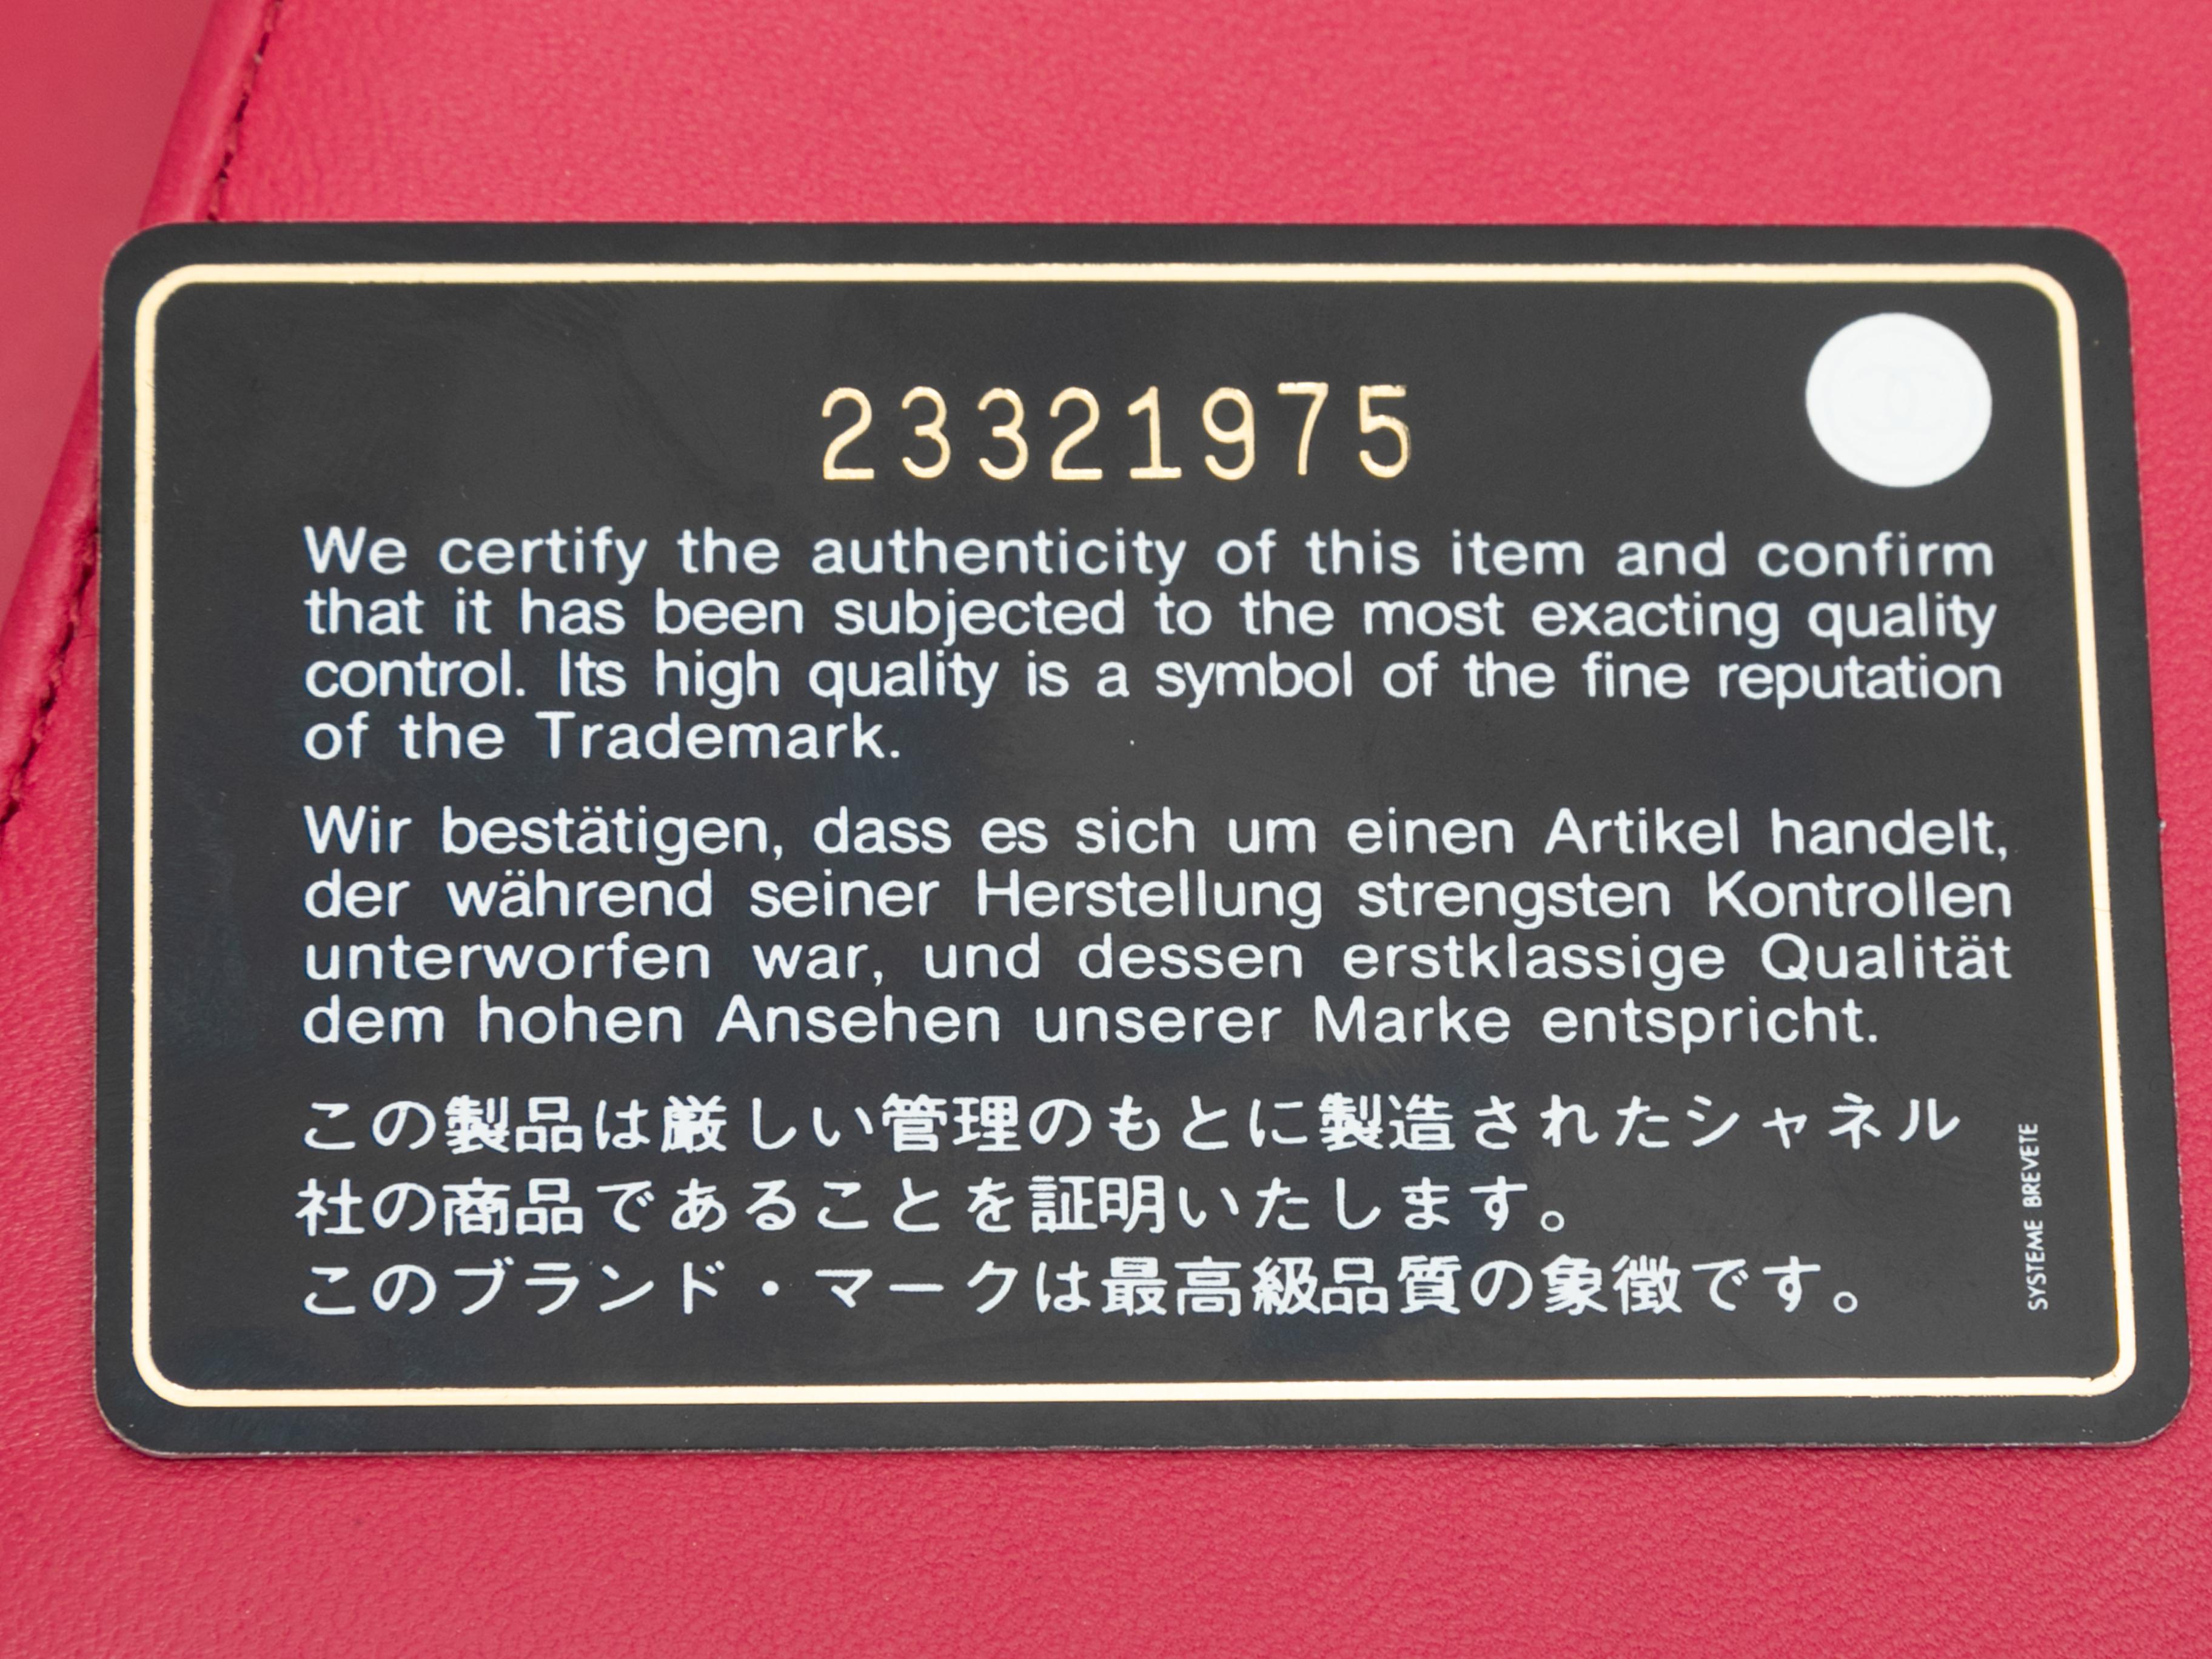 23321975
We certify the authenticity of this item and confirm
that it has been subjected to the most exacting quality
control. Its high quality is a symbol of the fine reputation
of the Trademark.
Wir bestätigen, dass es sich um einen Artikel handelt,
der während seiner Herstellung strengsten Kontrollen
unterworfen war, und dessen erstklassige Qualität
dem hohen Ansehen unserer Marke entspricht.
この製品は厳しい管理のもとに製造されたシャネル
社の商品であることを証明いたします。
このブランド・マークは最高級品質の象徴です。
SYSTEME BREVETE